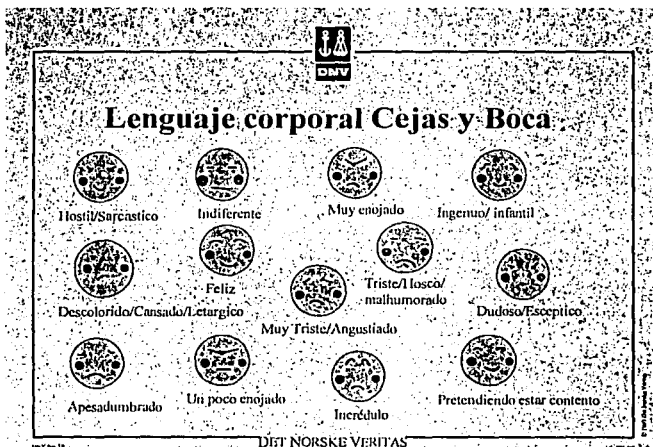 DNV
Lenguaje corporal Cejas y Boca
Hostil/Sarcastico
Indiferente
Muy enojado
Ingenuo/ infantil
Descolorido/Cansado/Letargico
Feliz
Muy Triste/Angustiado
Triste/Hosco/
malhumorado
Dudoso/Esceptico
Apesadumbrado
Un poco enojado
Incrédulo
Pretendiendo estar contento
DET NORSKE VERITAS